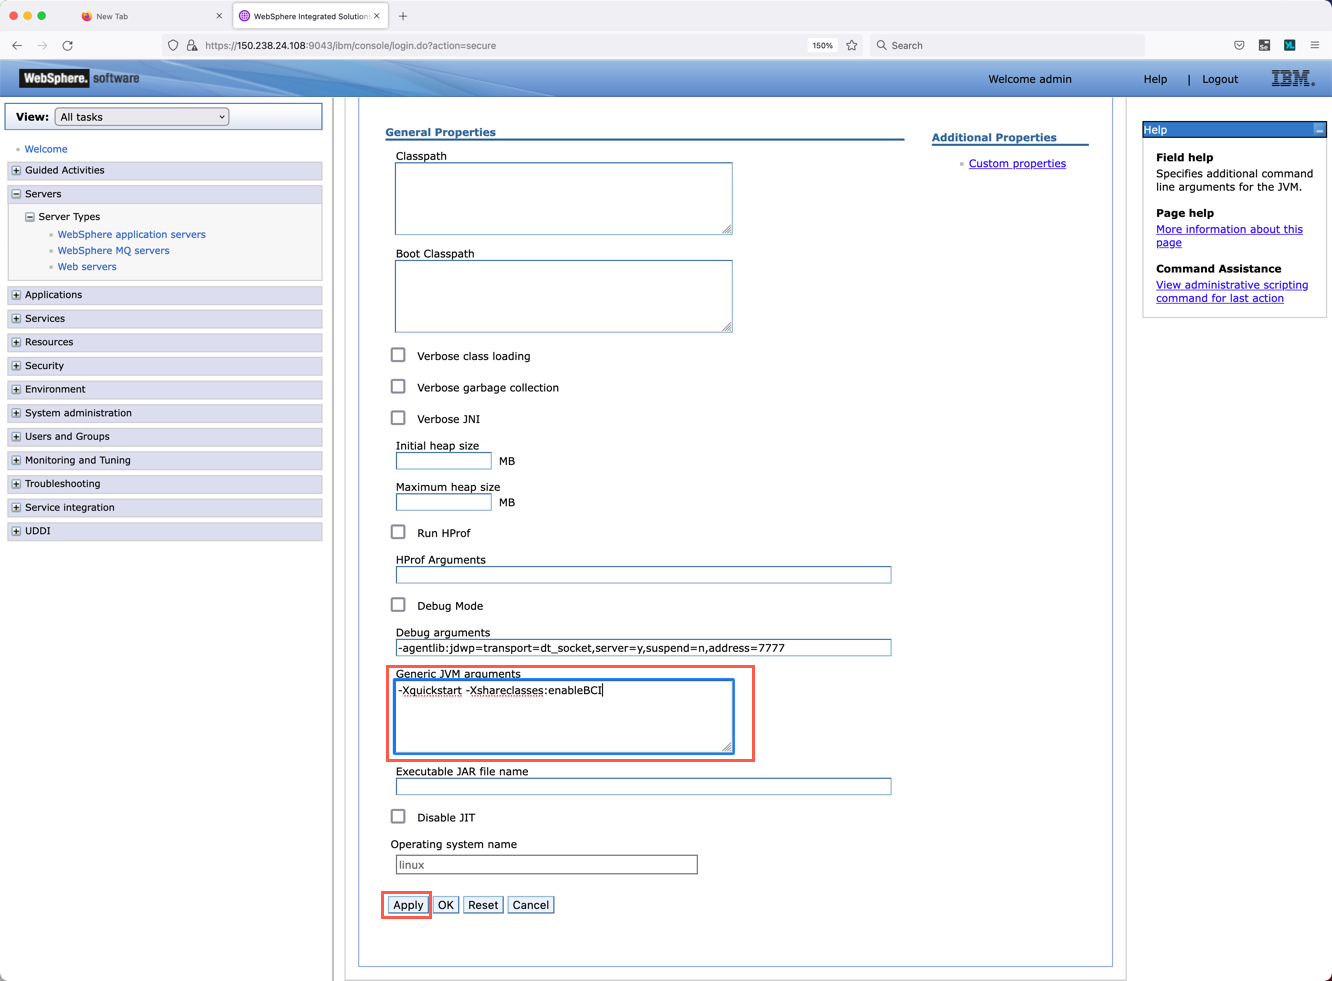 New Tab
WebSphere Integrated Solutions
https://150.238.24.108:9043/ibm/console/login.do?action=secure
150%
Search
WebSphere. software
Welcome admin
Help
|
Logout
IBM.
View:
All tasks
Welcome
Guided Activities
Servers
Server Types
WebSphere application servers
WebSphere MQ servers
Web servers
Applications
Services
Resources
Security
Environment
System administration
Users and Groups
Monitoring and Tuning
Troubleshooting
Service integration
UDDI
General Properties
Classpath
Boot Classpath
Verbose class loading
Verbose garbage collection
Verbose JNI
Initial heap size
MB
Maximum heap size
MB
Run HProf
HProf Arguments
Debug Mode
Debug arguments
-agentlib:jdwp=transport=dt_socket,server=y,suspend=n,address=7777
Generic JVM arguments
-Xquickstart -Xshareclasses:enableBCI
Executable JAR file name
Disable JIT
Operating system name
linux
Apply
OK
Reset
Cancel
Additional Properties
Custom properties
Help
Field help
Specifies additional command
line arguments for the JVM.
Page help
More information about this
page
Command Assistance
View administrative scripting
command for last action